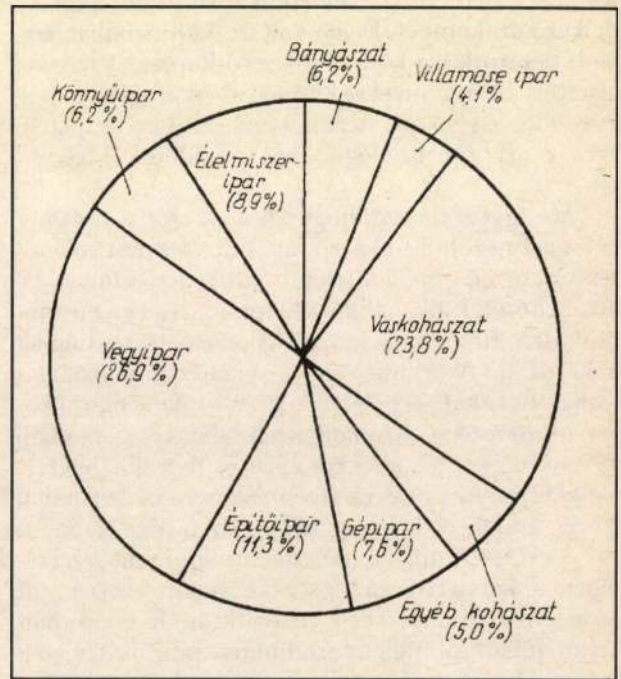 Bányászat
(6,2%)
Villamose ipar
(4,1%)
Könnyűipar
(6,2%)
Élelmiszer-
ipar
(8,9%)
Vaskohászat
(23,8%)
Vegyipar
(26,9%)
Építőipar
(11,3%)
Gépipar
(7,6%)
Egyéb kohászat
(5,0%)